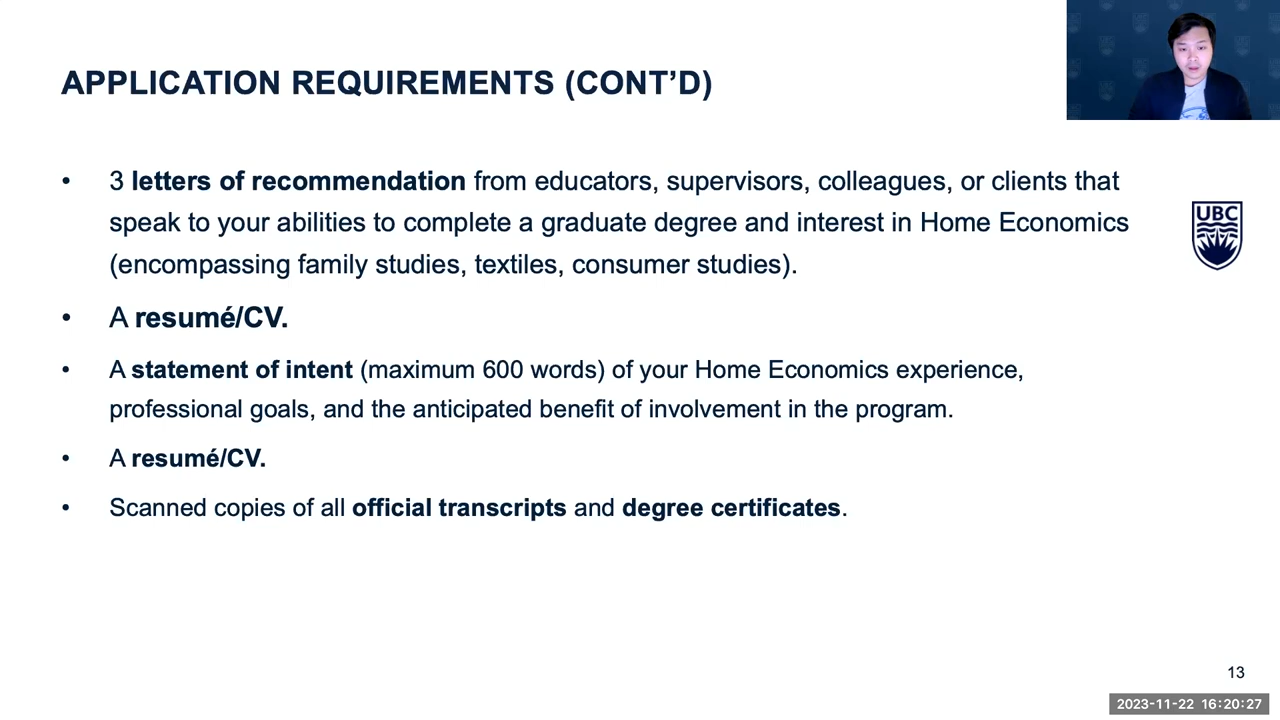 APPLICATION REQUIREMENTS (CONT’D)
• 3 letters of recommendation from educators, supervisors, colleagues, or clients that
speak to your abilities to complete a graduate degree and interest in Home Economics
(encompassing family studies, textiles, consumer studies).
• A resumé/CV.
• A statement of intent (maximum 600 words) of your Home Economics experience,
professional goals, and the anticipated benefit of involvement in the program.
• A resumé/CV.
• Scanned copies of all official transcripts and degree certificates.
UBC
13
2023-11-22 16:20:27